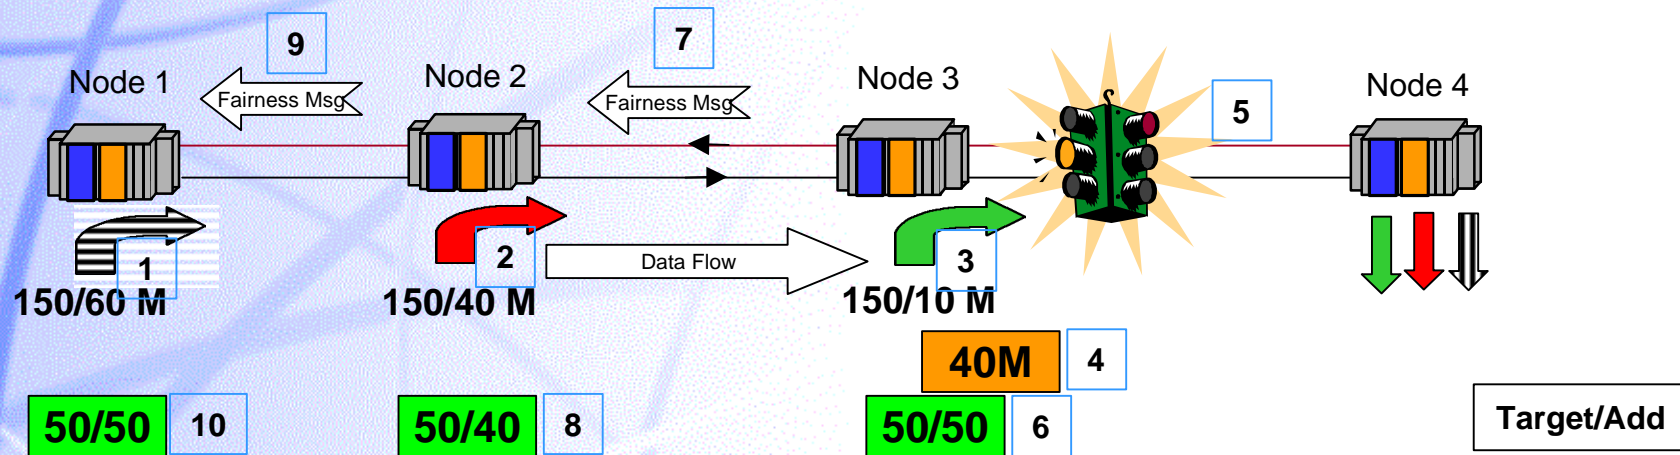 9
7
Node 1
Node 2
Node 3
Node 4
Fairness Msg
Fairness Msg
5
1
2
3
Data Flow
150/60 M
150/40 M
150/10 M
40M
4
50/50
10
50/40
8
50/50
6
Target/Add